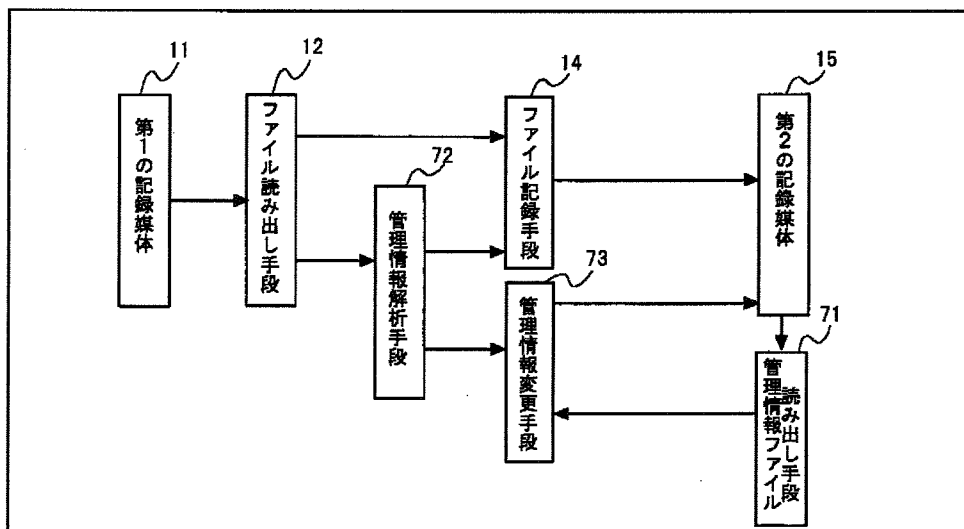 11
第1の記録媒体
12
ファイル読み出し手段
72
管理情報解析手段
14
ファイル記録手段
73
管理情報変更手段
15
第2の記録媒体
71
管理情報ファイル
読み出し手段